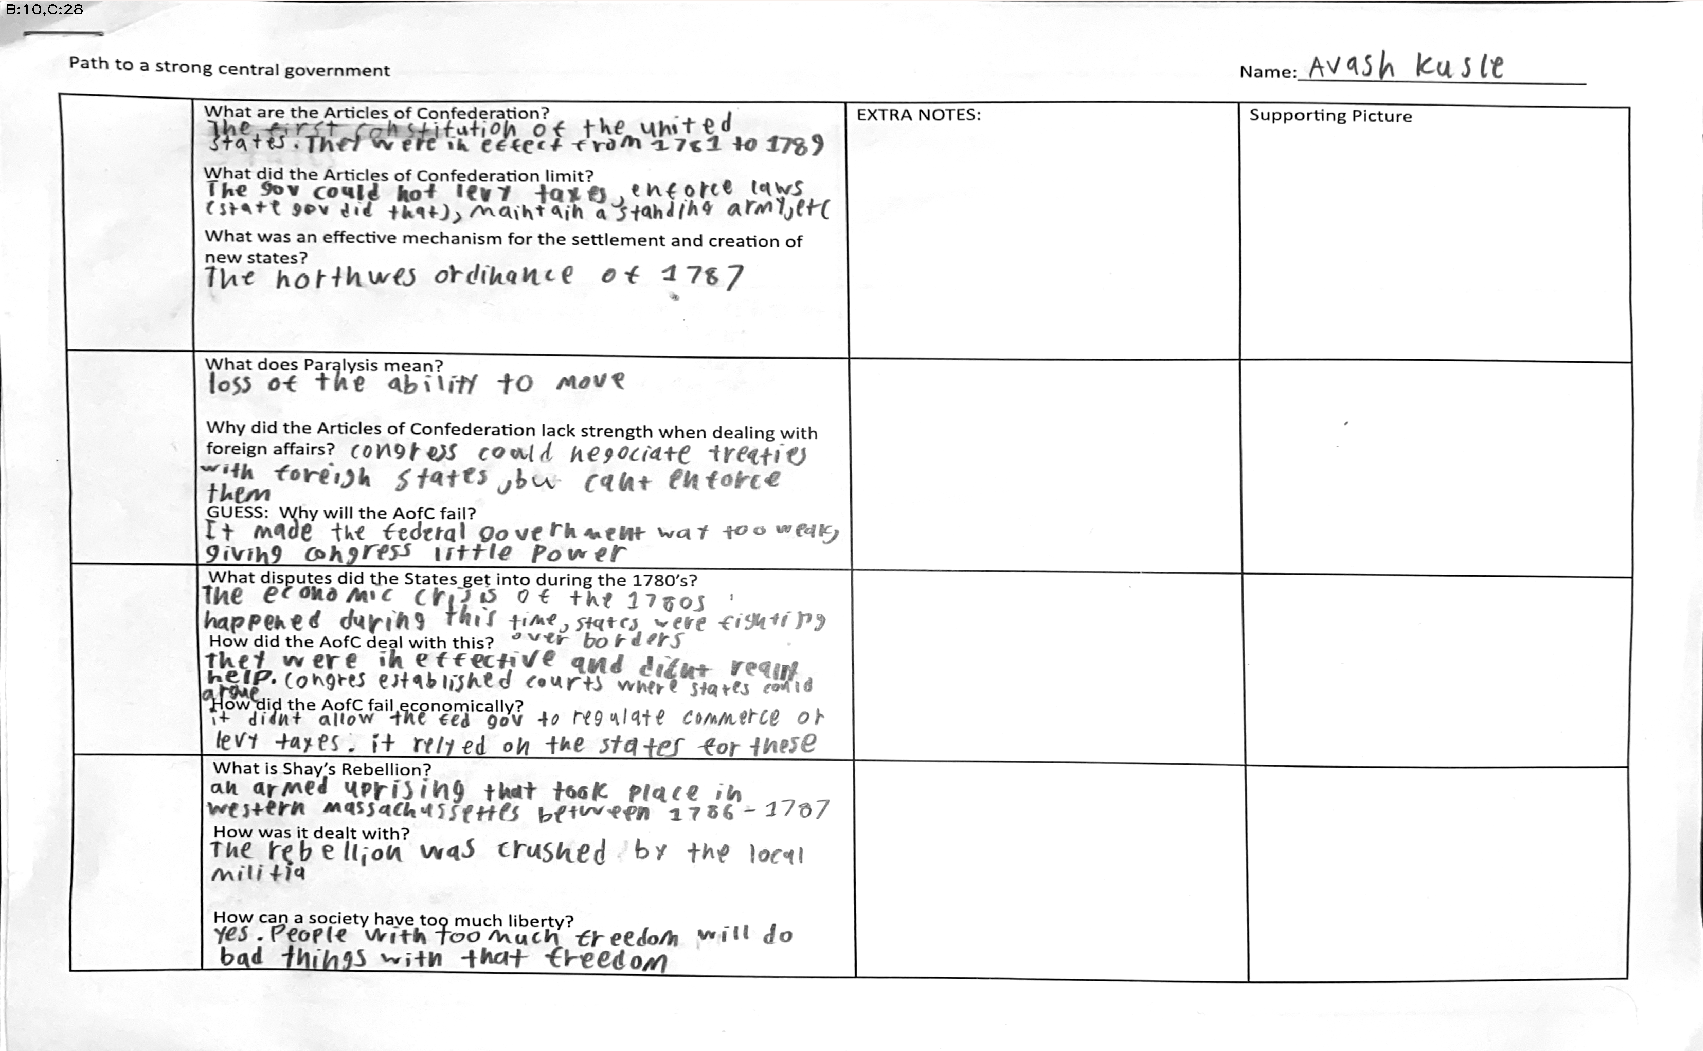 B:10,C:28
Path to a strong central government
Name: Avash Kusle
What are the Articles of Confederation?
The first constitution of the united
states. They were in effect from 1781 to 1789
What did the Articles of Confederation limit?
The gov could not levy taxes, enforce laws
(state gov did that), maintain a standing army, etc
What was an effective mechanism for the settlement and creation of
new states?
The northwes ordinance of 1787
EXTRA NOTES:
Supporting Picture
What does Paralysis mean?
loss of the ability to move
Why did the Articles of Confederation lack strength when dealing with
foreign affairs? congress could negociate treaties
with foreign states, bu cant enforce
them
GUESS: Why will the AofC fail?
It made the federal government wat too weak,
giving congress little power
What disputes did the States get into during the 1780's?
The economic crisis of the 1780s
happened during this time, states were fighting
over borders
How did the AofC deal with this?
they were in effective and didnt really
help. Congres established courts where states could
argue
How did the AofC fail economically?
it didnt allow the fed gov to regulate commerce or
levy taxes. it relyed on the states for these
What is Shay's Rebellion?
an armed uprising that took place in
western massachussettes between 1786-1787
How was it dealt with?
The rebellion was crushed by the local
militia
How can a society have too much liberty?
yes. People with too much freedom will do
bad things with that freedom